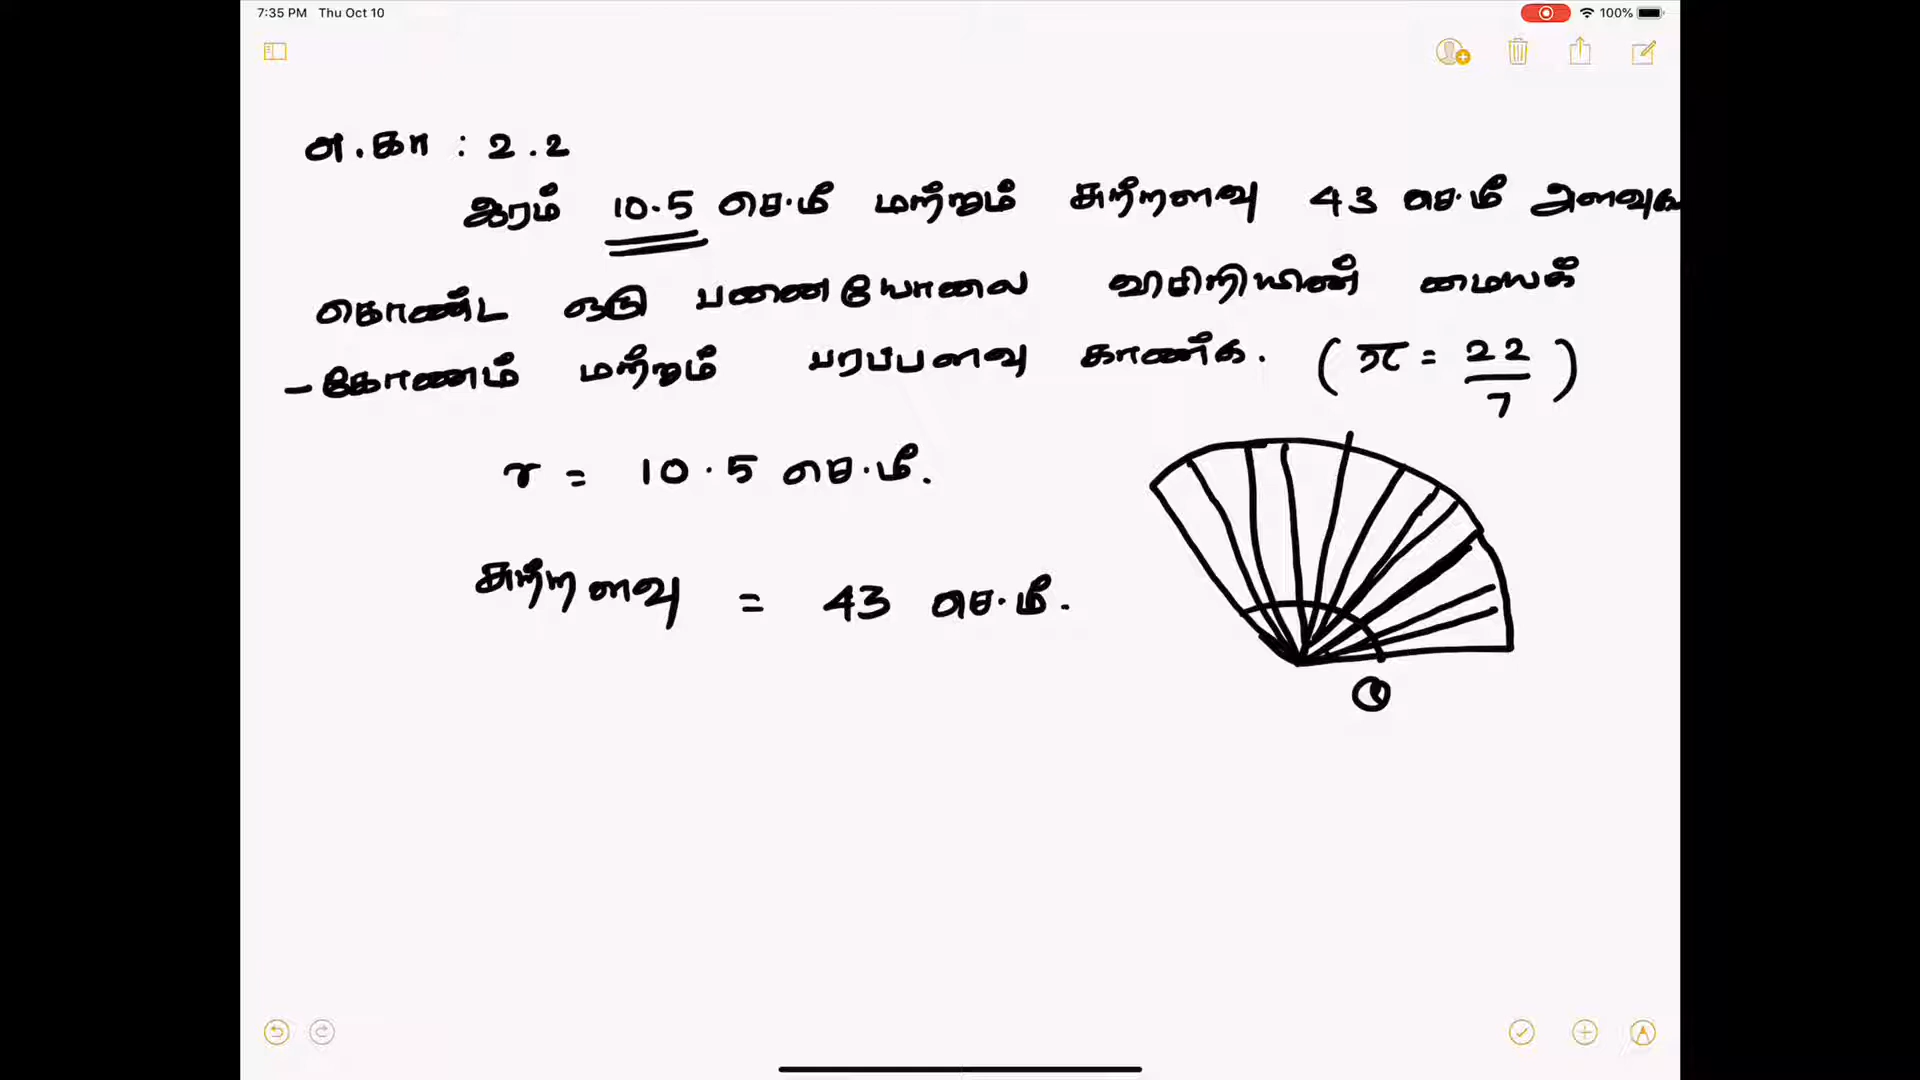 7:35 PM Thu Oct 10
100%
எ.கா : 2.2
ஆரம் 10.5 செ.மீ மற்றும் சுற்றளவு 43 செ.மீ
கொண்ட ஒரு பனையோலை விசிறியின் மையக்
-கோணம் மற்றும் பரப்பளவு காண்க. ( π = 22/7 )
r = 10.5 செ.மீ.
சுற்றளவு = 43 செ.மீ.